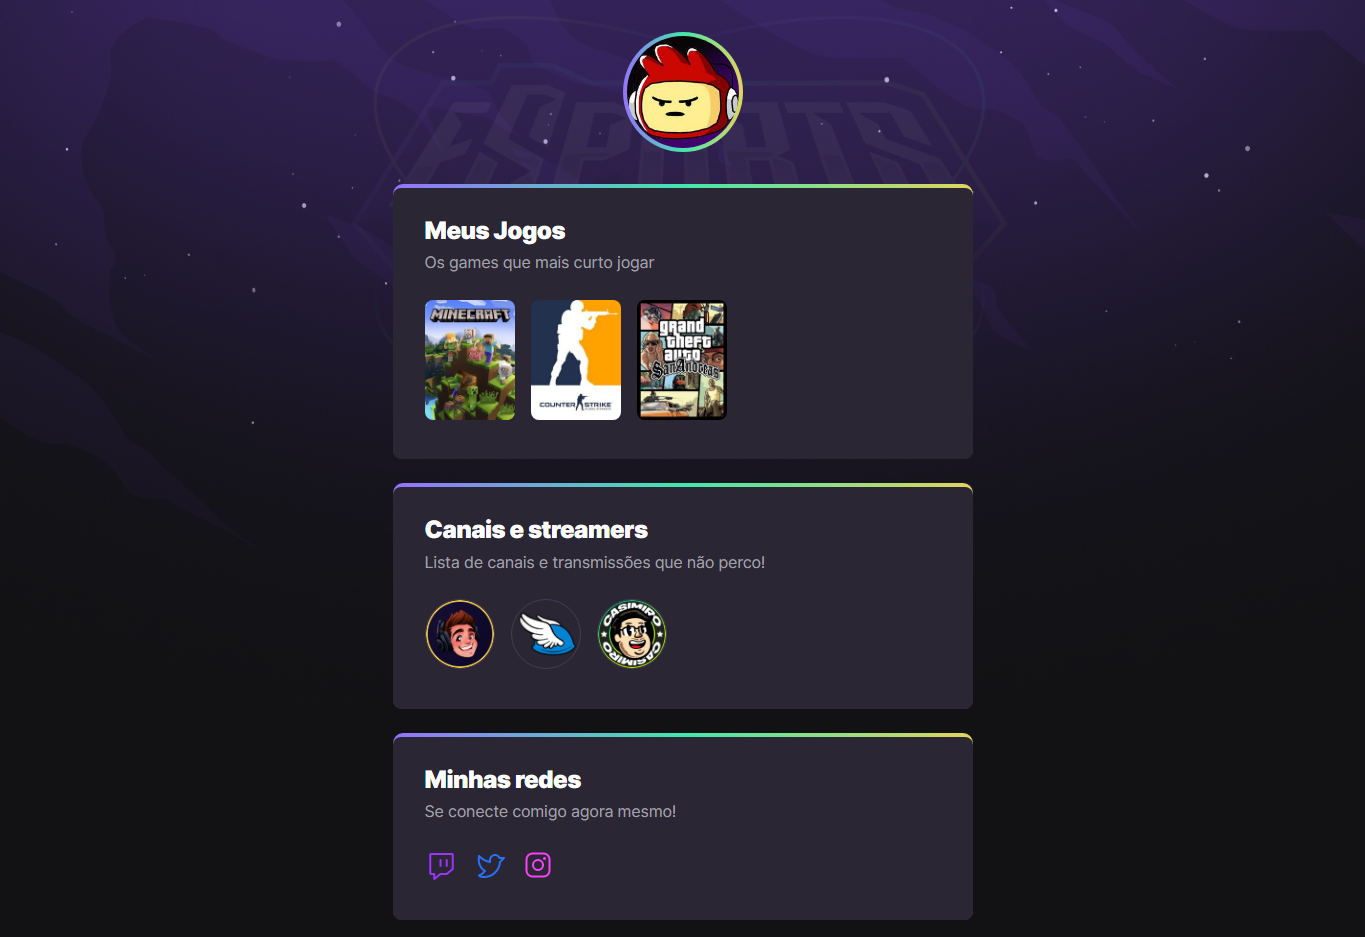 ESPORTS
Meus Jogos
Os games que mais curto jogar
MINECRAFT
grand
theft
auto
San Andreas
COUNTER STRIKE
Canais e streamers
Lista de canais e transmissões que não perco!
CASIMIRO
CASIMIRO
Minhas redes
Se conecte comigo agora mesmo!